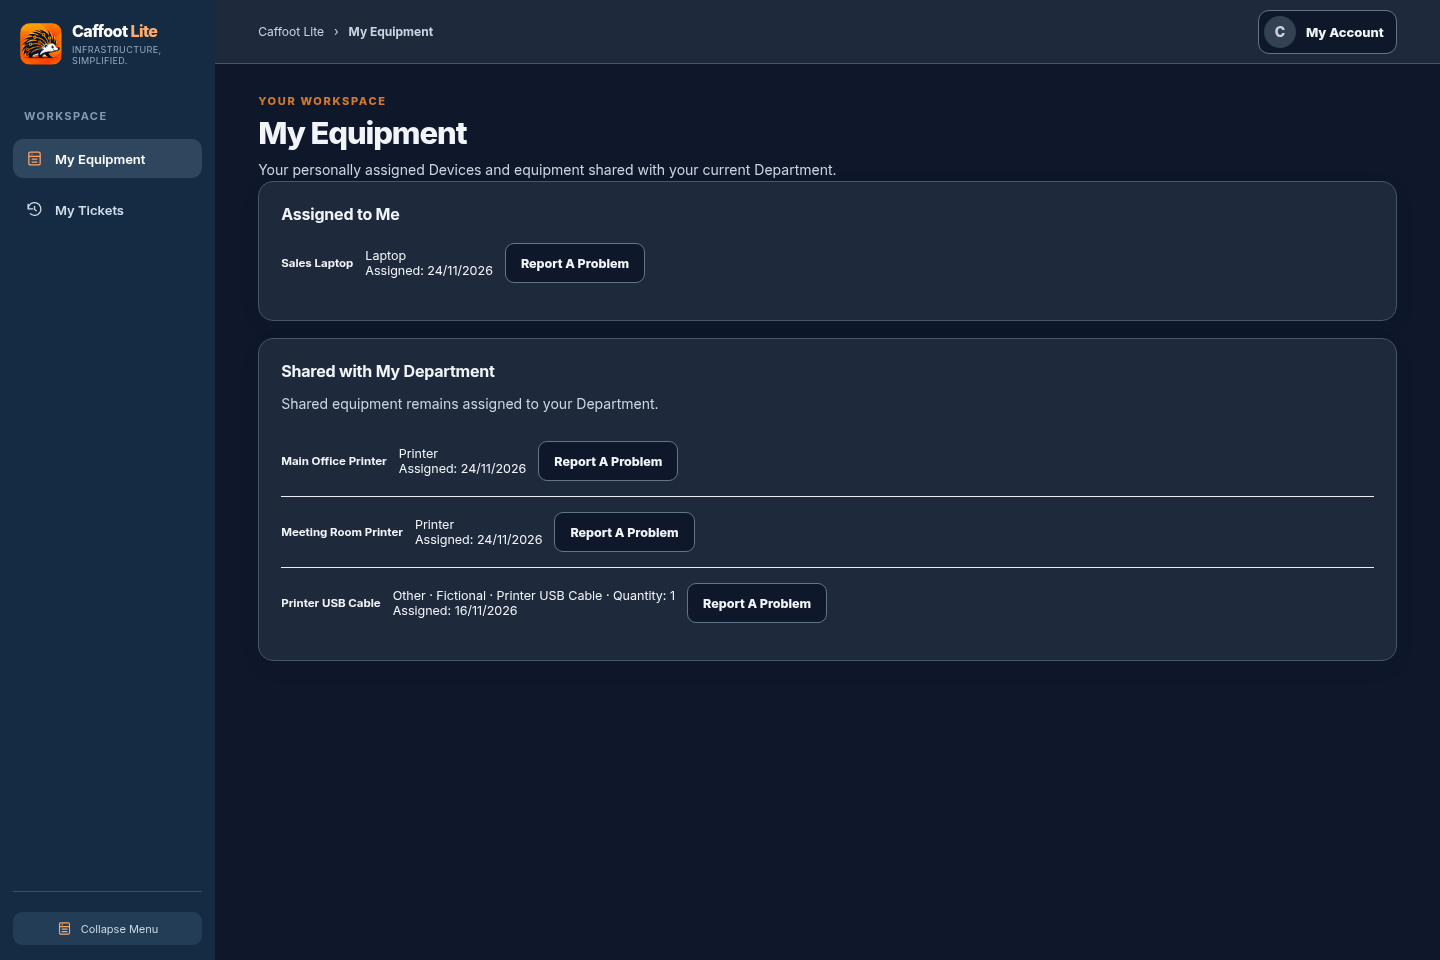 Caffoot Lite
INFRASTRUCTURE,
SIMPLIFIED.
WORKSPACE
My Equipment
My Tickets
Collapse Menu
Caffoot Lite › My Equipment
C My Account
YOUR WORKSPACE
My Equipment
Your personally assigned Devices and equipment shared with your current Department.
Assigned to Me
Sales Laptop
Laptop
Assigned: 24/11/2026
Report A Problem
Shared with My Department
Shared equipment remains assigned to your Department.
Main Office Printer
Printer
Assigned: 24/11/2026
Report A Problem
Meeting Room Printer
Printer
Assigned: 24/11/2026
Report A Problem
Printer USB Cable
Other · Fictional · Printer USB Cable · Quantity: 1
Assigned: 16/11/2026
Report A Problem